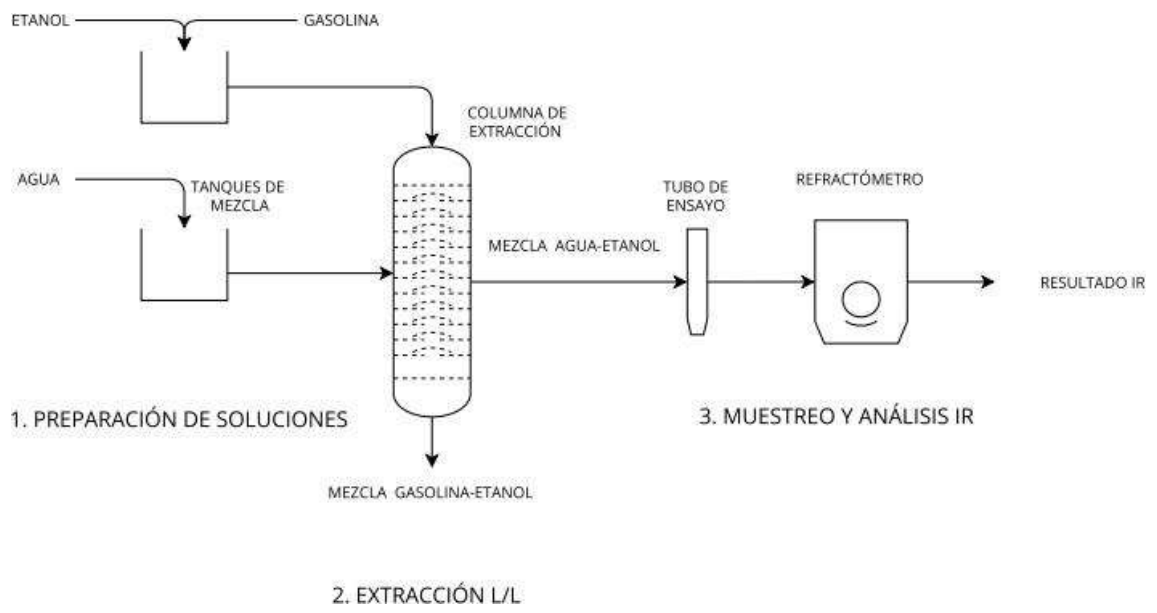 ETANOL
GASOLINA
COLUMNA DE
EXTRACCIÓN
AGUA
TANQUES DE
MEZCLA
TUBO DE
ENSAYO
REFRACTÓMETRO
MEZCLA AGUA-ETANOL
RESULTADO IR
1. PREPARACIÓN DE SOLUCIONES
3. MUESTREO Y ANÁLISIS IR
MEZCLA GASOLINA-ETANOL
2. EXTRACCIÓN L/L